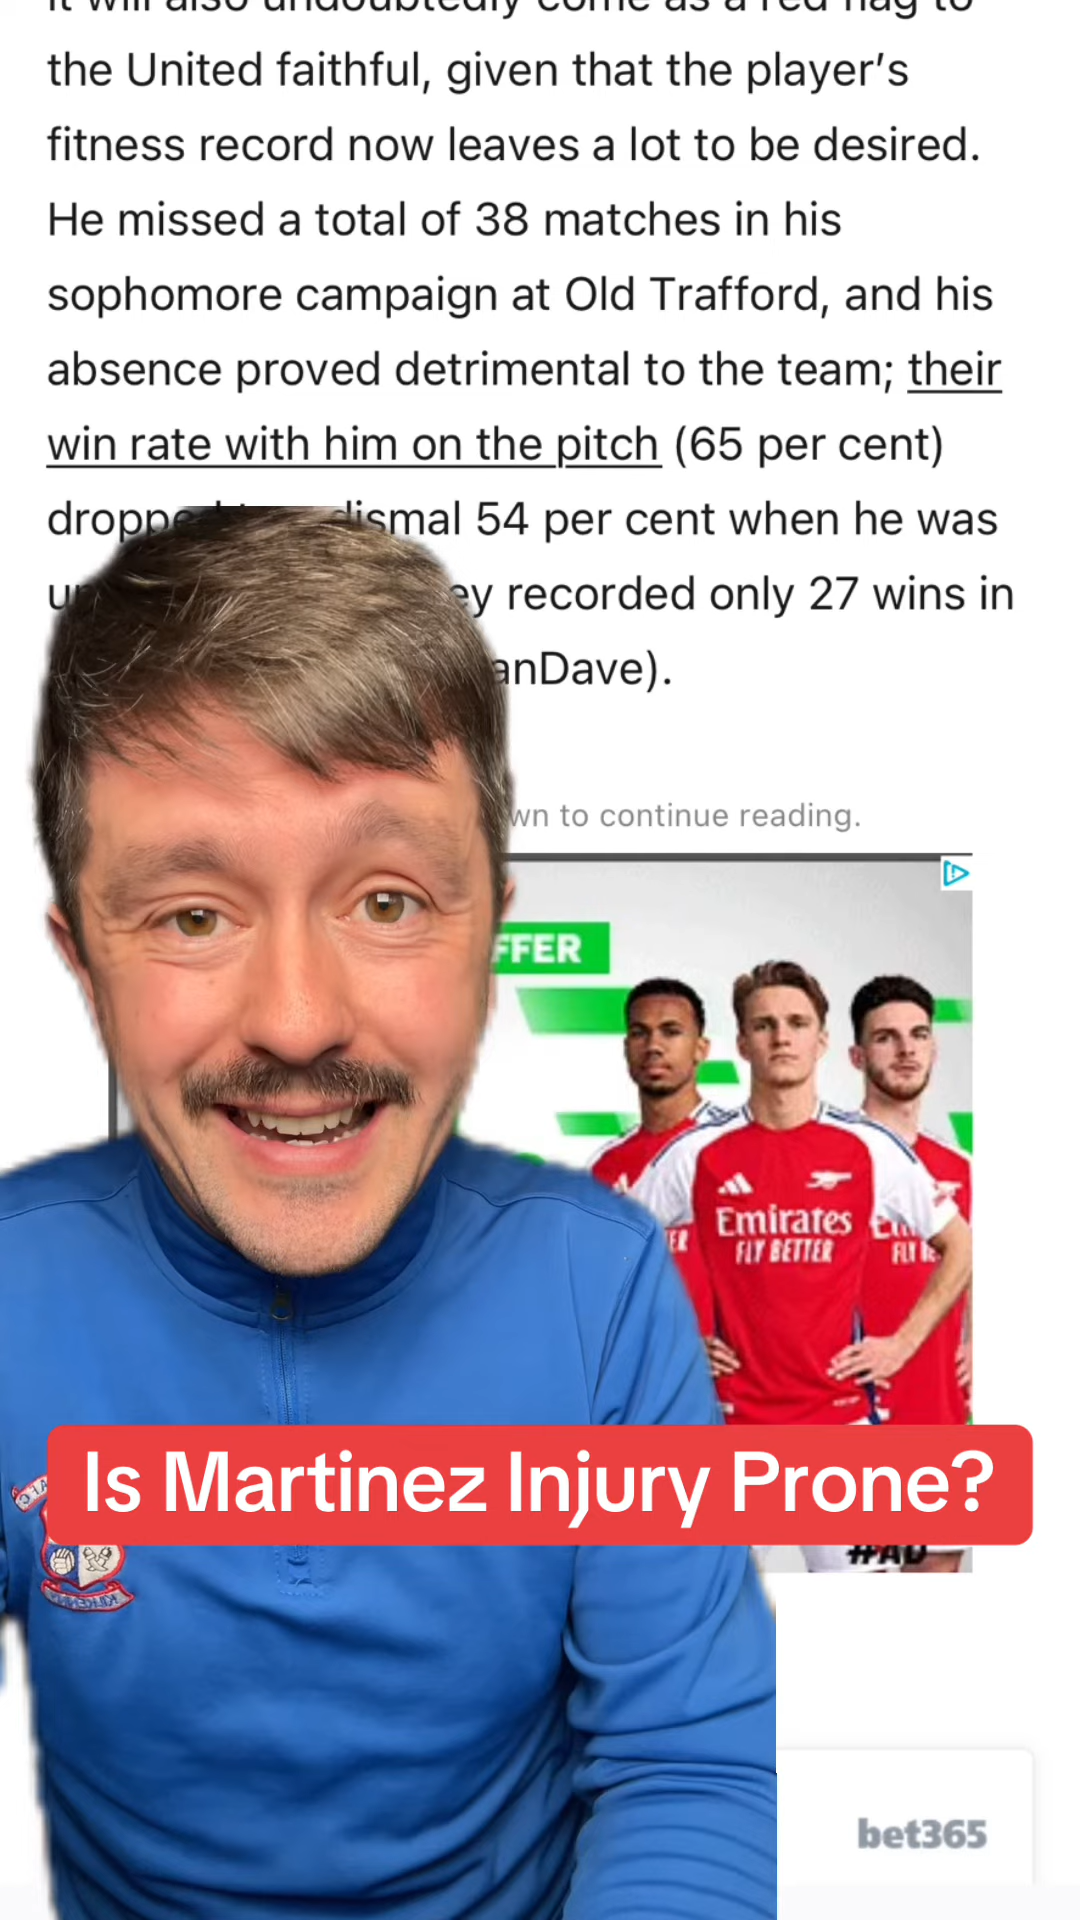 the United faithful, given that the player's
fitness record now leaves a lot to be desired.
He missed a total of 38 matches in his
sophomore campaign at Old Trafford, and his
absence proved detrimental to the team; their
win rate with him on the pitch (65 per cent)
dismal 54 per cent when he was
recorded only 27 wins in
to continue reading.
Emirates
FLY BETTER
Is Martinez Injury Prone?
#AD
bet365